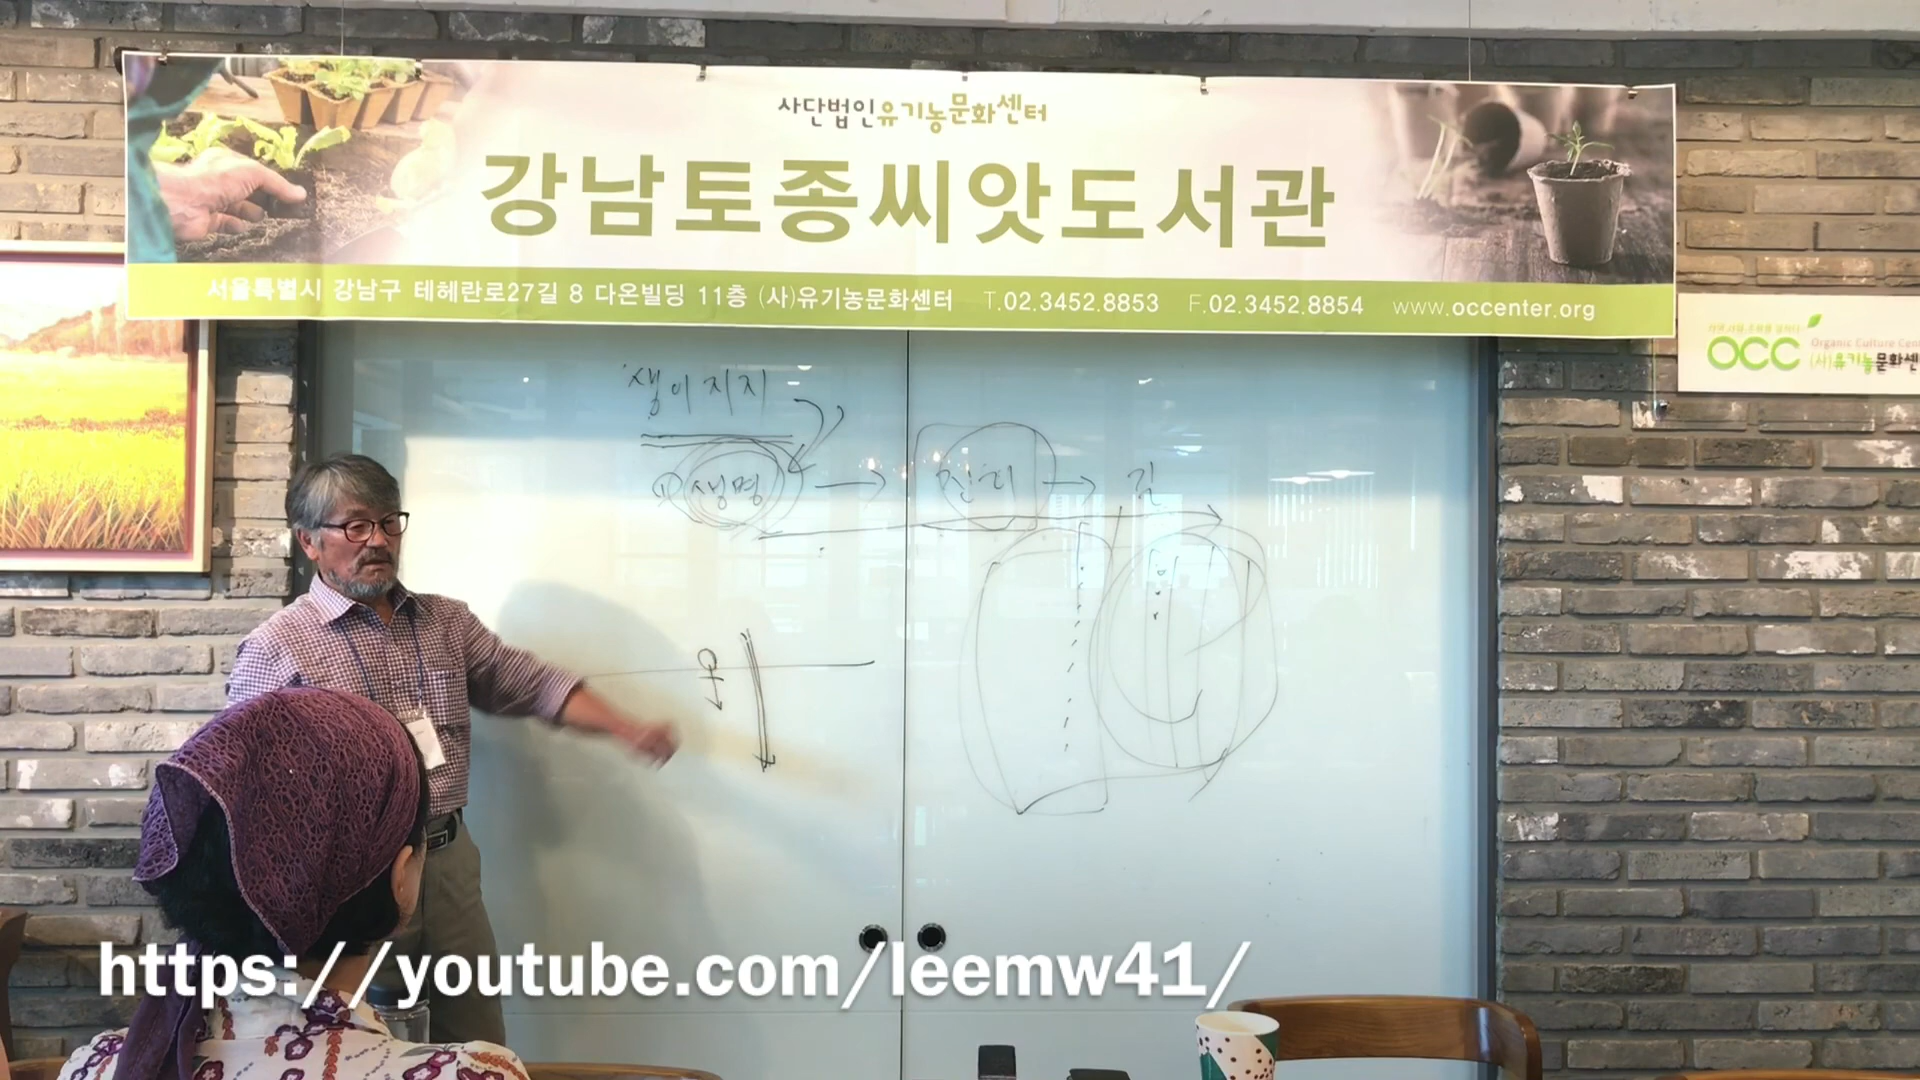 사단법인유기농문화센터
강남토종씨앗도서관
서울특별시 강남구 테헤란로27길 8 다온빌딩 11층 (사)유기농문화센터 T.02.3452.8853 F.02.3452.8854 www.occenter.org
OCC
Organic Culture Cent
(사)유기농문화센
생이지지
생명 → 진리 → 길
https://youtube.com/leemw41/